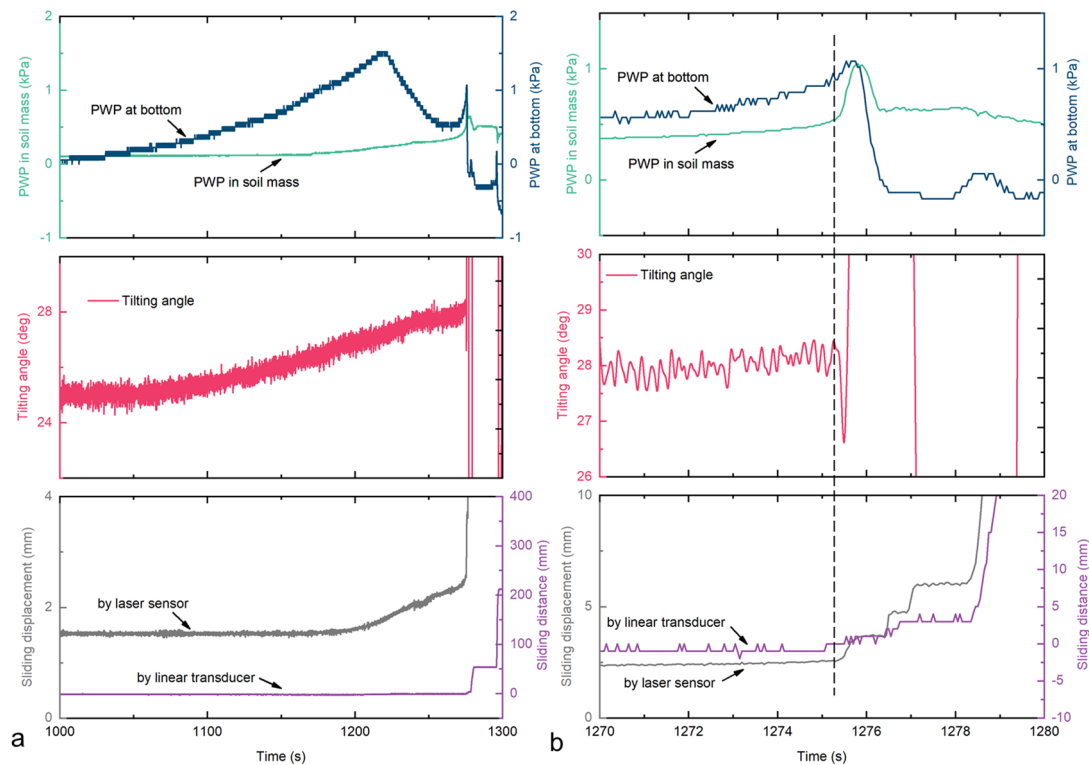 2
1
0
-1
PWP in soil mass (kPa)
PWP at bottom
PWP in soil mass
2
1
0
-1
PWP at bottom (kPa)
28
24
Tilting angle (deg)
Tilting angle
4
2
0
Sliding displacement (mm)
by laser sensor
by linear transducer
400
300
200
100
0
Sliding distance (mm)
1000
1100
1200
1300
Time (s)
a
1
0
PWP in soil mass (kPa)
PWP at bottom
PWP in soil mass
1
0
PWP at bottom (kPa)
30
29
28
27
26
Tilting angle (deg)
Tilting angle
10
5
0
Sliding displacement (mm)
by linear transducer
by laser sensor
20
15
10
5
0
-5
-10
Sliding distance (mm)
1270
1272
1274
1276
1278
1280
Time (s)
b